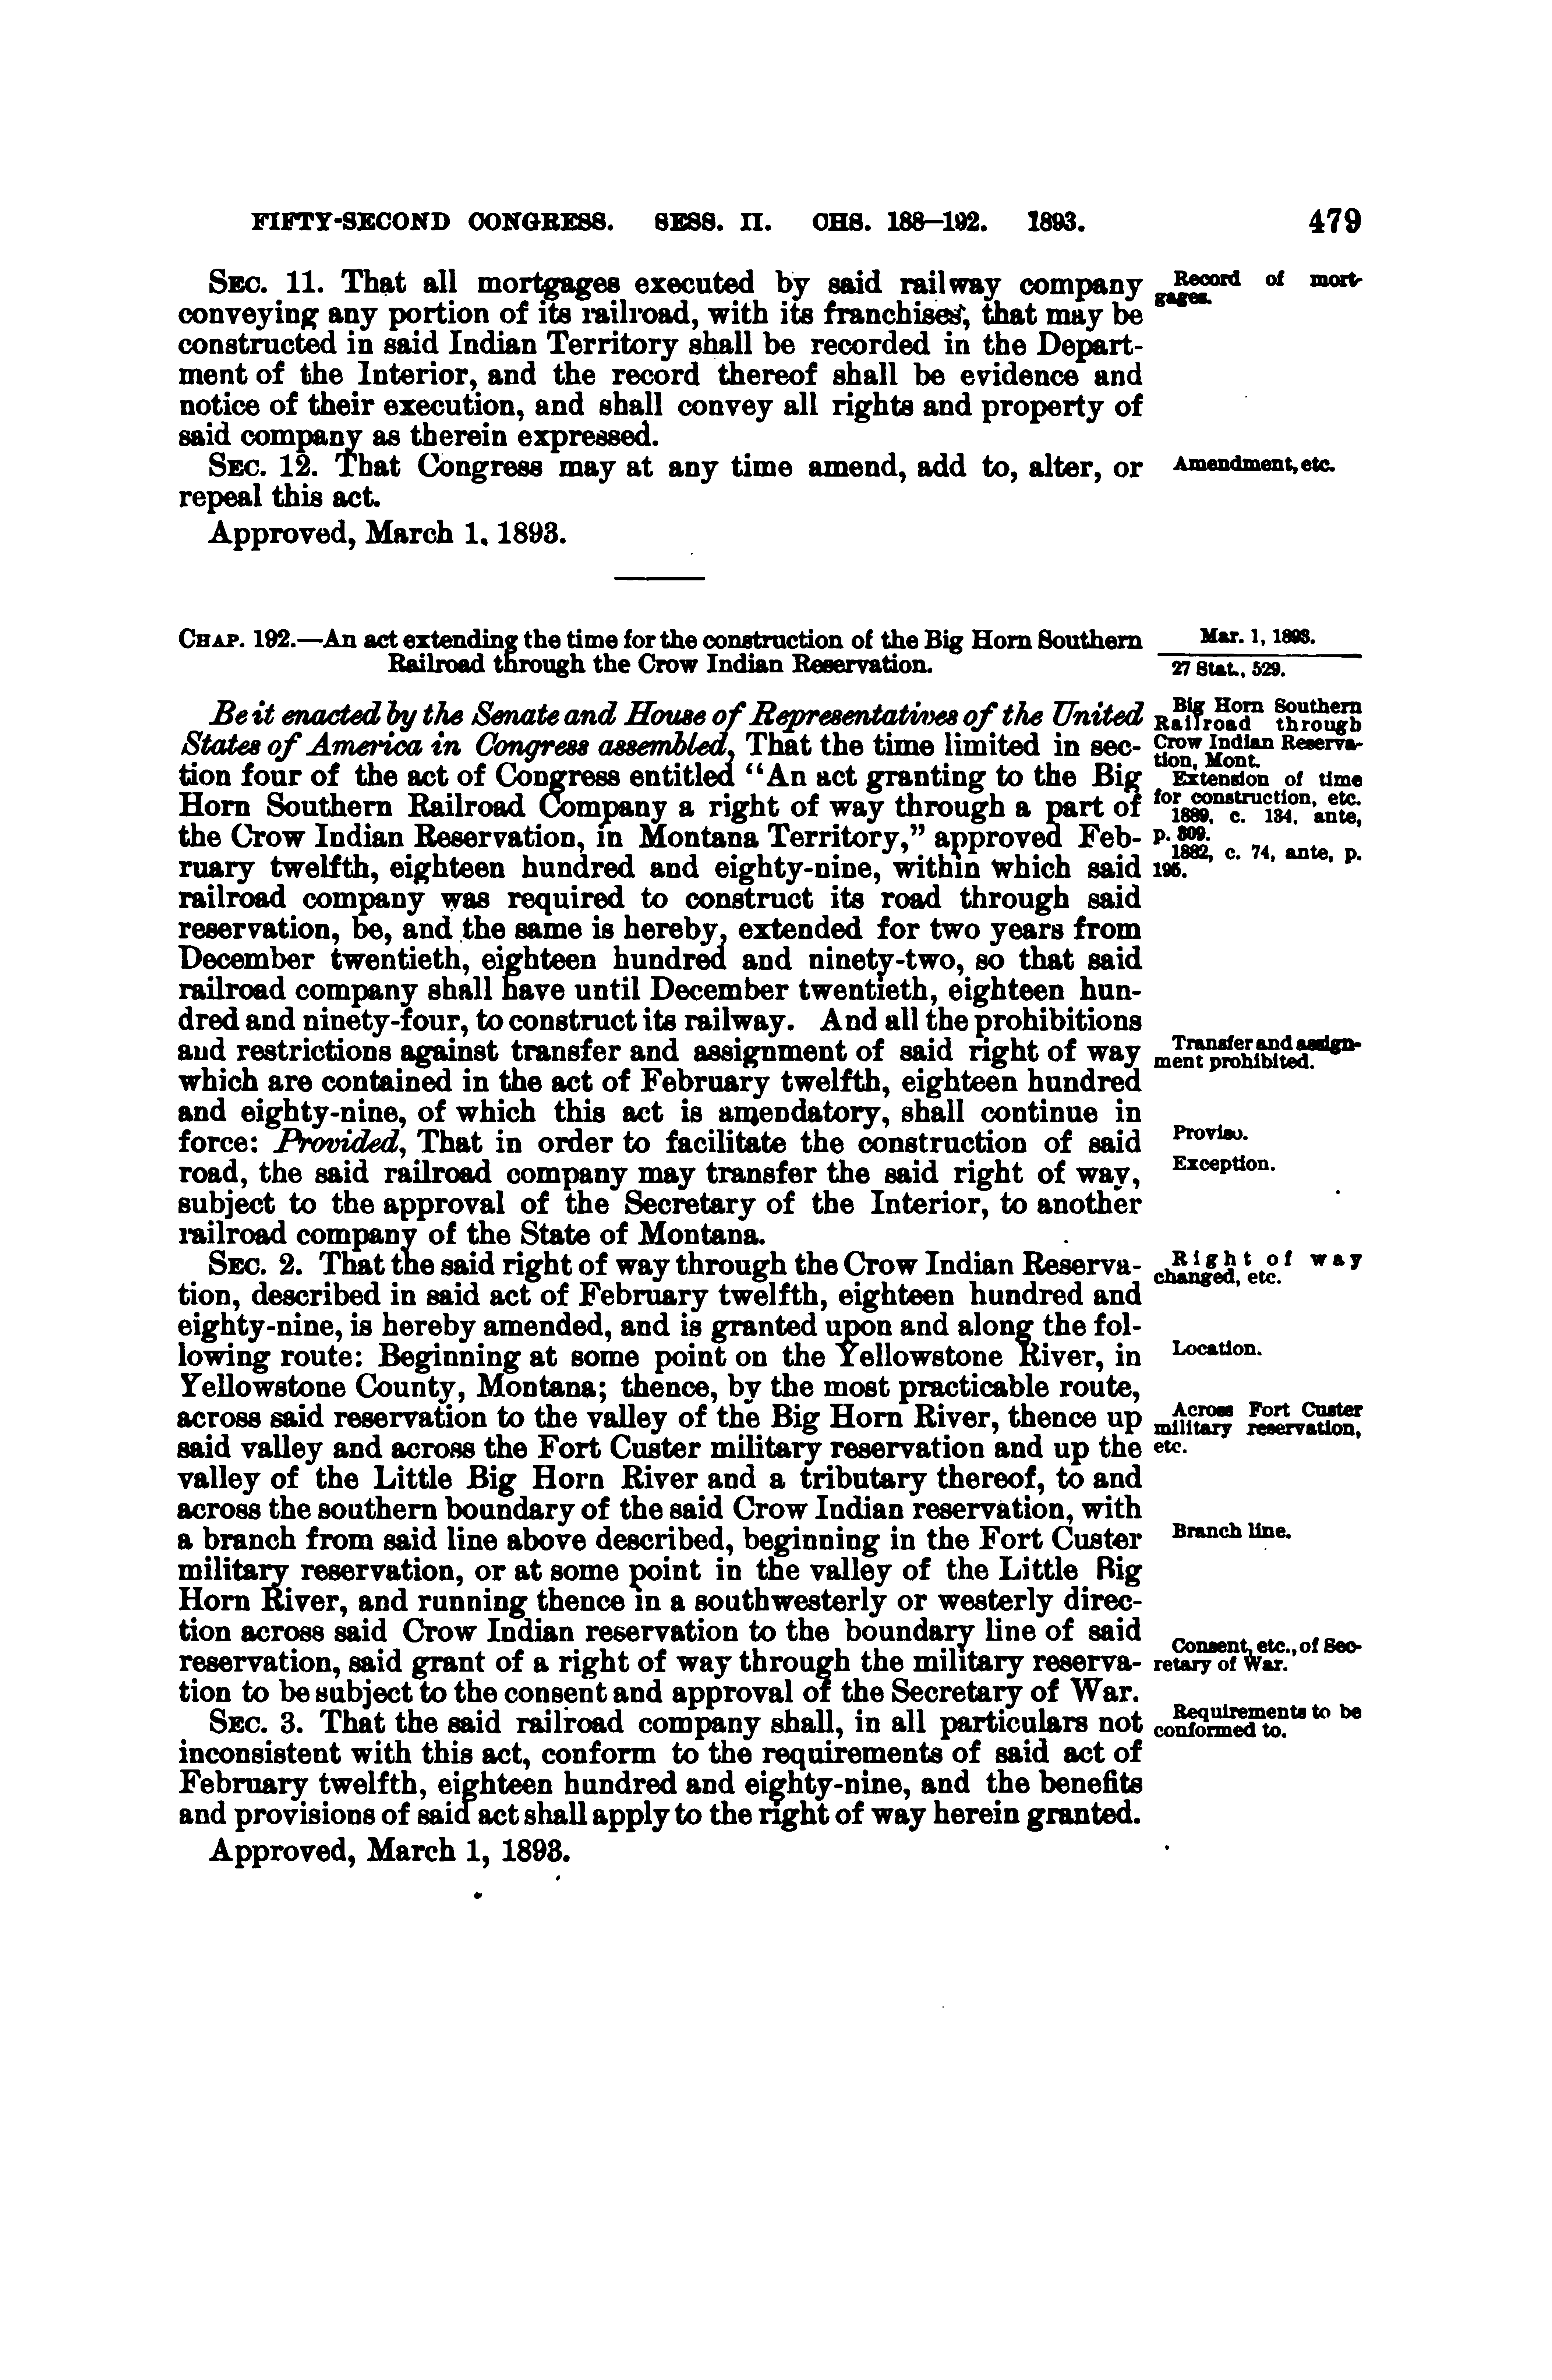 FIFTY-SECOND CONGRESS. SESS. II. CHS. 188–192. 1893. 479
SEC. 11. That all mortgages executed by said railway company
conveying any portion of its railroad, with its franchises, that may be
constructed in said Indian Territory shall be recorded in the Depart-
ment of the Interior, and the record thereof shall be evidence and
notice of their execution, and shall convey all rights and property of
said company as therein expressed.
Record of mort-
gages.
SEC. 12. That Congress may at any time amend, add to, alter, or
repeal this act.
Amendment, etc.
Approved, March 1, 1893.
CHAP. 192.—An act extending the time for the construction of the Big Horn Southern
Railroad through the Crow Indian Reservation.
Mar. 1, 1893.
27 Stat., 529.
Be it enacted by the Senate and House of Representatives of the United
States of America in Congress assembled, That the time limited in sec-
tion four of the act of Congress entitled “An act granting to the Big
Horn Southern Railroad Company a right of way through a part of
the Crow Indian Reservation, in Montana Territory,” approved Feb-
ruary twelfth, eighteen hundred and eighty-nine, within which said
railroad company was required to construct its road through said
reservation, be, and the same is hereby, extended for two years from
December twentieth, eighteen hundred and ninety-two, so that said
railroad company shall have until December twentieth, eighteen hun-
dred and ninety-four, to construct its railway. And all the prohibitions
and restrictions against transfer and assignment of said right of way
which are contained in the act of February twelfth, eighteen hundred
and eighty-nine, of which this act is amendatory, shall continue in
force: Provided, That in order to facilitate the construction of said
road, the said railroad company may transfer the said right of way,
subject to the approval of the Secretary of the Interior, to another
railroad company of the State of Montana.
Big Horn Southern
Railroad through
Crow Indian Reserva-
tion, Mont.
Extension of time
for construction, etc.
1889, c. 134, ante,
p. 309.
1882, c. 74, ante, p.
195.
Transfer and assign-
ment prohibited.
Proviso.
Exception.
SEC. 2. That the said right of way through the Crow Indian Reserva-
tion, described in said act of February twelfth, eighteen hundred and
eighty-nine, is hereby amended, and is granted upon and along the fol-
lowing route: Beginning at some point on the Yellowstone River, in
Yellowstone County, Montana; thence, by the most practicable route,
across said reservation to the valley of the Big Horn River, thence up
said valley and across the Fort Custer military reservation and up the
valley of the Little Big Horn River and a tributary thereof, to and
across the southern boundary of the said Crow Indian reservation, with
a branch from said line above described, beginning in the Fort Custer
military reservation, or at some point in the valley of the Little Big
Horn River, and running thence in a southwesterly or westerly direc-
tion across said Crow Indian reservation to the boundary line of said
reservation, said grant of a right of way through the military reserva-
tion to be subject to the consent and approval of the Secretary of War.
Right of way
changed, etc.
Location.
Across Fort Custer
military reservation,
etc.
Branch line.
Consent, etc., of Sec-
retary of War.
SEC. 3. That the said railroad company shall, in all particulars not
inconsistent with this act, conform to the requirements of said act of
February twelfth, eighteen hundred and eighty-nine, and the benefits
and provisions of said act shall apply to the right of way herein granted.
Requirements to be
conformed to.
Approved, March 1, 1893.